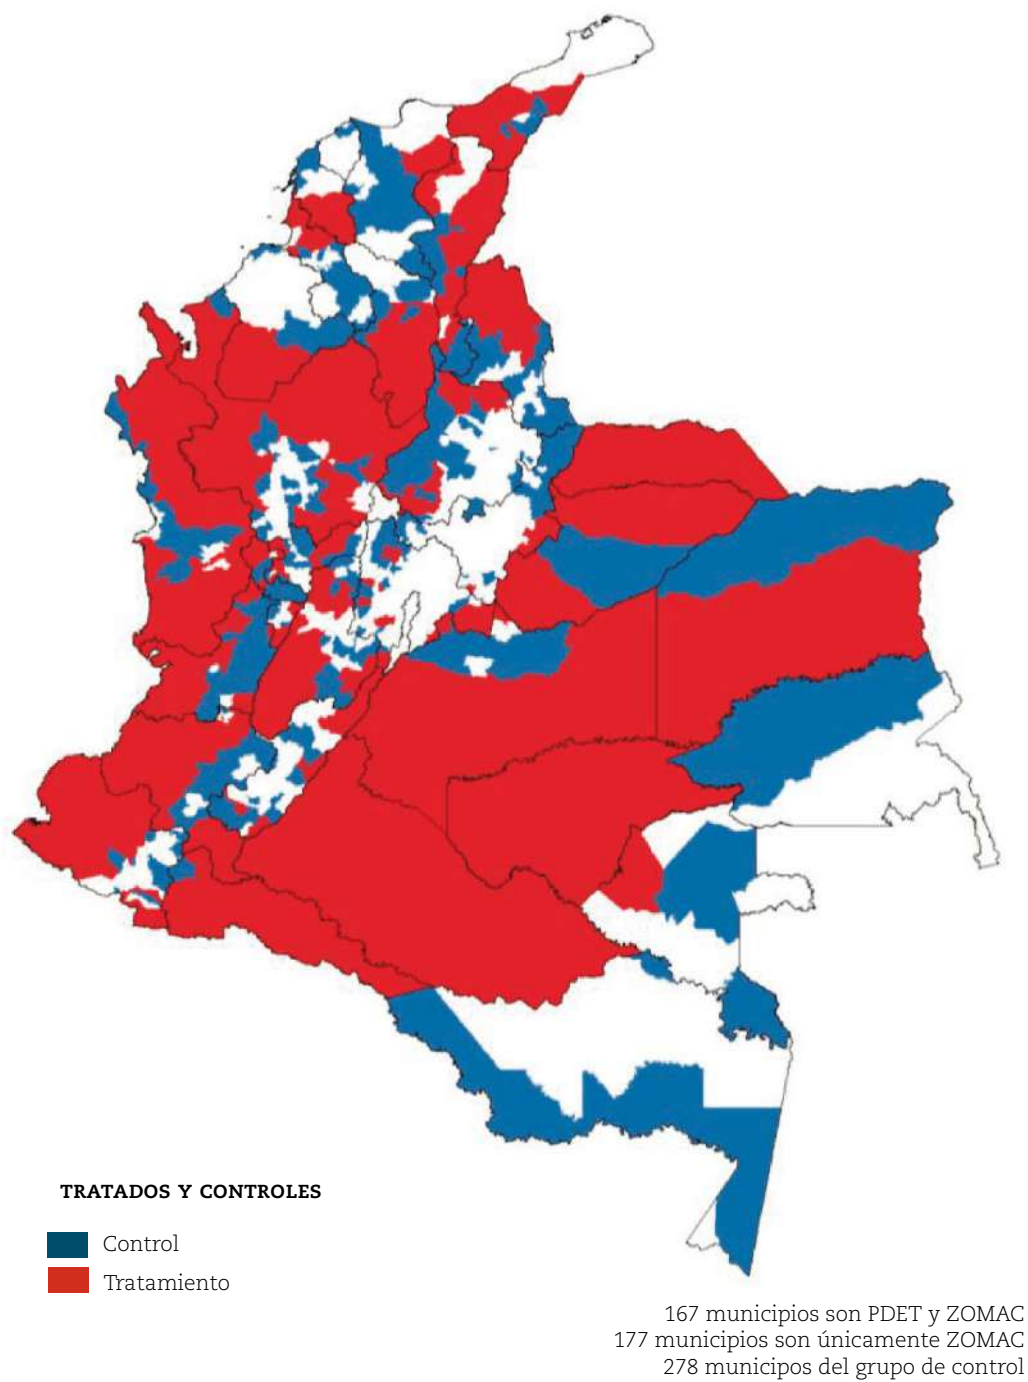 TRATADOS Y CONTROLES
Control
Tratamiento
167 municipios son PDET y ZOMAC
177 municipios son únicamente ZOMAC
278 municipos del grupo de control